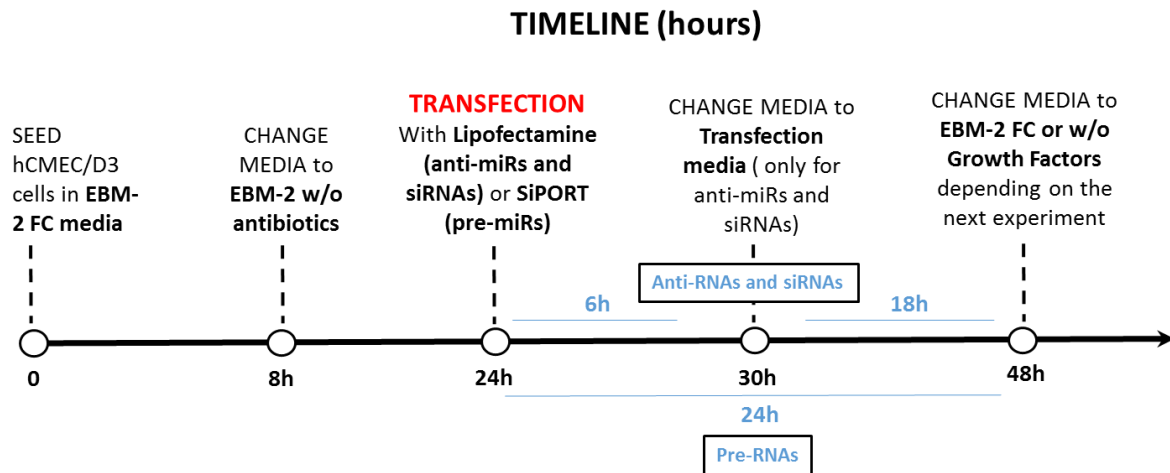 TIMELINE (hours)
SEED
hCMEC/D3
cells in EBM-
2 FC media
CHANGE
MEDIA to
EBM-2 w/o
antibiotics
TRANSFECTION
With Lipofectamine
(anti-miRs and
siRNAs) or SiPORT
(pre-miRs)
CHANGE MEDIA to
Transfection
media ( only for
anti-miRs and
siRNAs)
CHANGE MEDIA to
EBM-2 FC or w/o
Growth Factors
depending on the
next experiment
Anti-RNAs and siRNAs
6h
18h
0
8h
24h
30h
48h
24h
Pre-RNAs